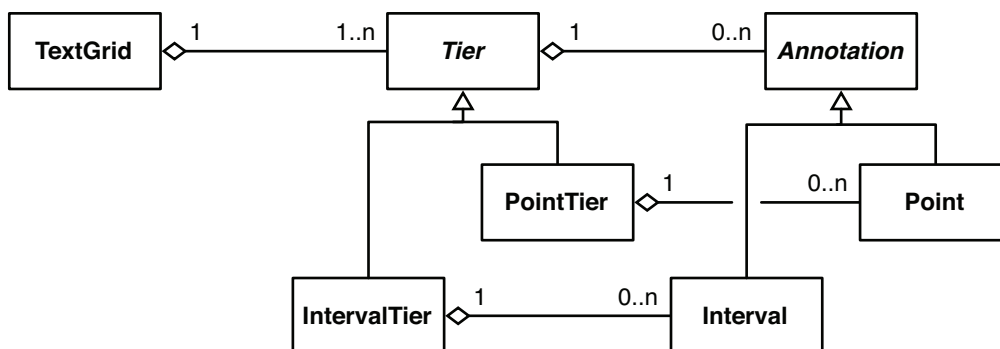 TextGrid 1 1..n Tier 1 0..n Annotation
PointTier 1 0..n Point
IntervalTier 1 0..n Interval